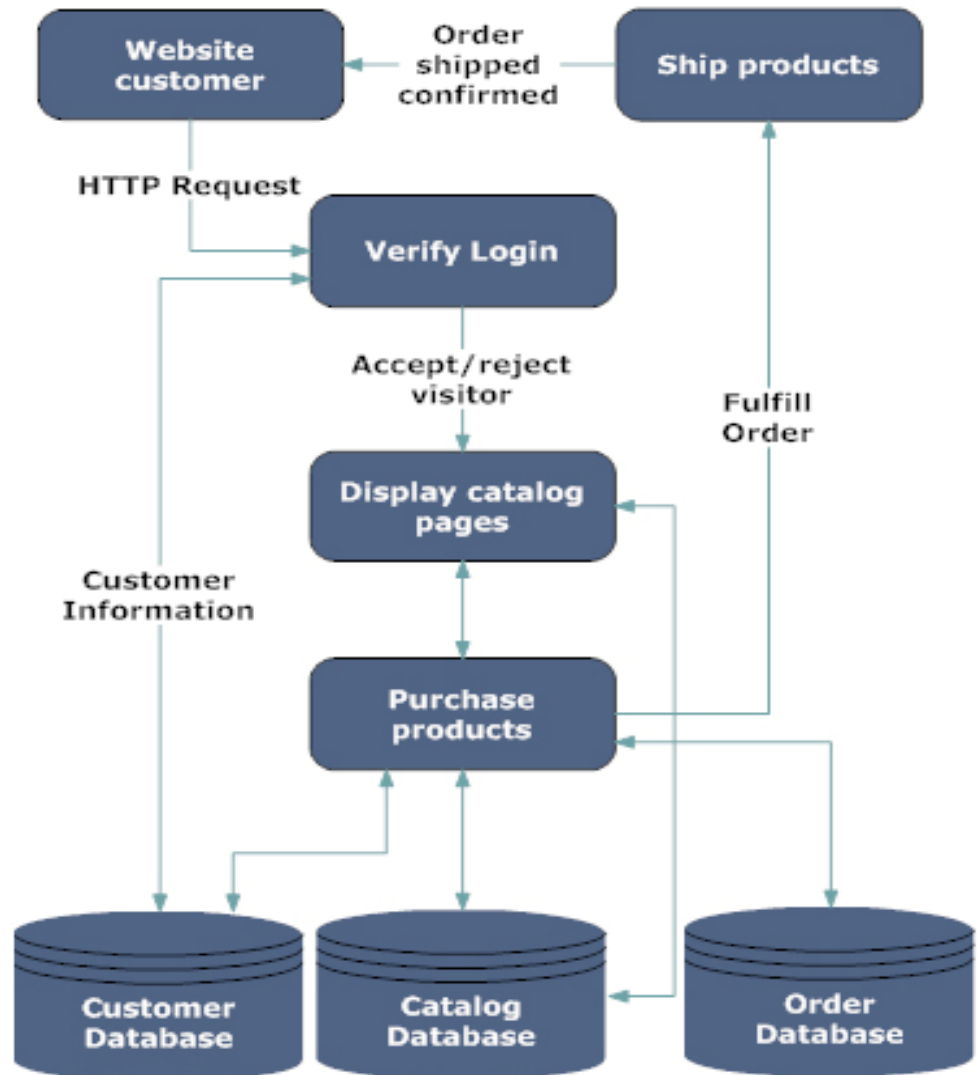 Website
customer
Order
shipped
confirmed
Ship products
HTTP Request
Verify Login
Accept/reject
visitor
Fulfill
Order
Display catalog
pages
Customer
Information
Purchase
products
Customer
Database
Catalog
Database
Order
Database